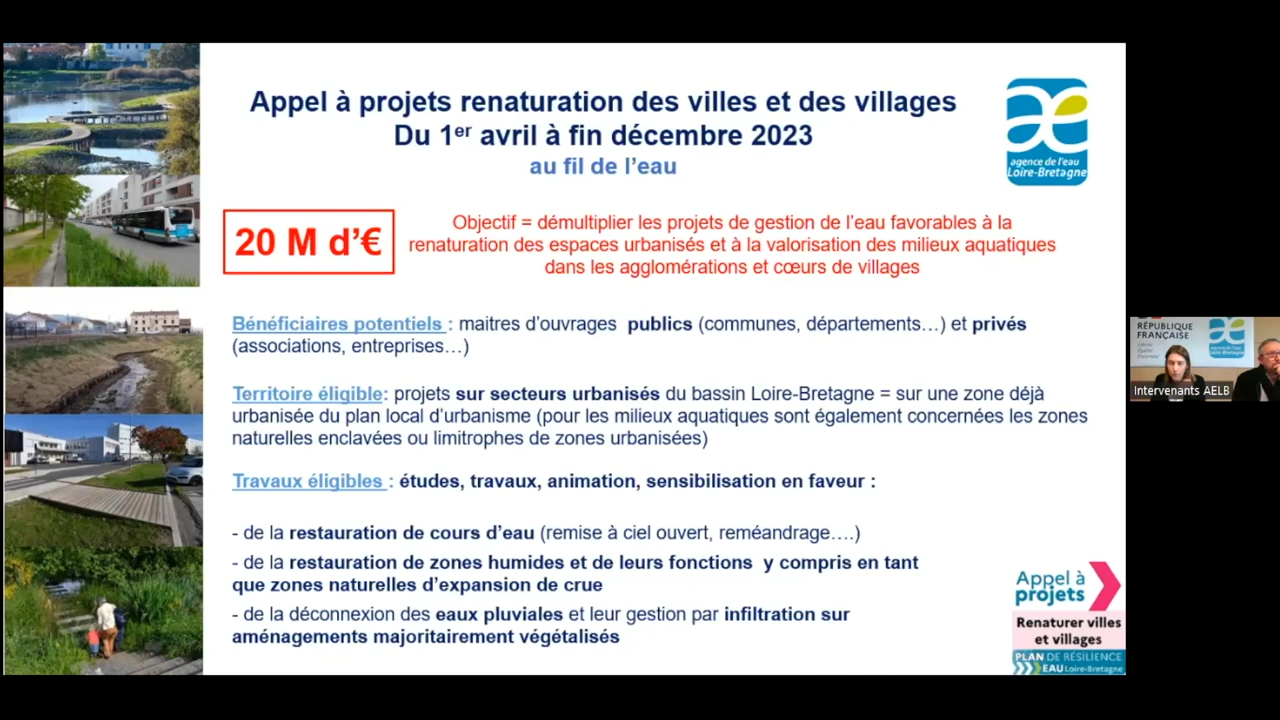 Appel à projets renaturation des villes et des villages
Du 1er avril à fin décembre 2023
au fil de l'eau
agence de l'eau
Loire-Bretagne
20 M d'€
Objectif = démultiplier les projets de gestion de l'eau favorables à la
renaturation des espaces urbanisés et à la valorisation des milieux aquatiques
dans les agglomérations et cœurs de villages
Bénéficiaires potentiels : maitres d'ouvrages publics (communes, départements…) et privés
(associations, entreprises…)
Territoire éligible: projets sur secteurs urbanisés du bassin Loire-Bretagne = sur une zone déjà
urbanisée du plan local d'urbanisme (pour les milieux aquatiques sont également concernées les zones
naturelles enclavées ou limitrophes de zones urbanisées)
Travaux éligibles : études, travaux, animation, sensibilisation en faveur :
- de la restauration de cours d'eau (remise à ciel ouvert, reméandrage….)
- de la restauration de zones humides et de leurs fonctions y compris en tant
que zones naturelles d'expansion de crue
- de la déconnexion des eaux pluviales et leur gestion par infiltration sur
aménagements majoritairement végétalisés
Appel à
projets
Renaturer villes
et villages
PLAN DE RÉSILIENCE
EAU Loire-Bretagne
RÉPUBLIQUE
FRANÇAISE
Intervenants AELB